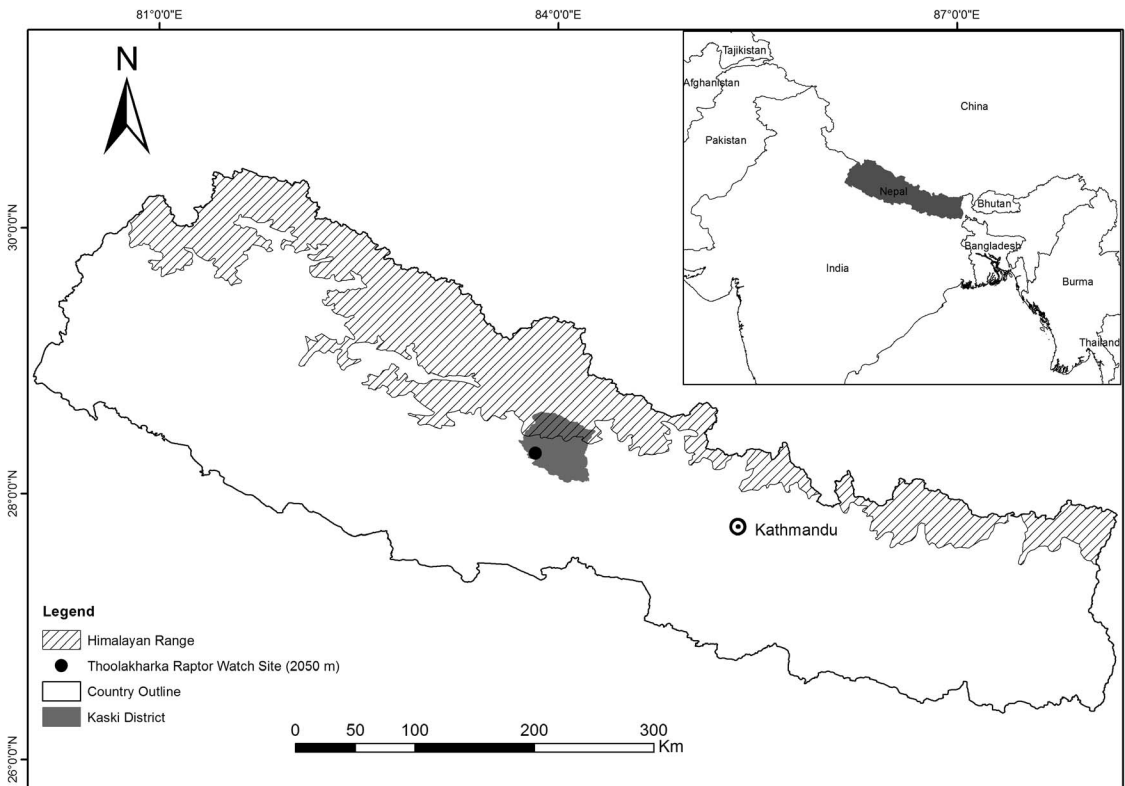 81°0'0"E
84°0'0"E
87°0'0"E
N
30°0'0"N
28°0'0"N
26°0'0"N
Tajikistan
Afghanistan
China
Pakistan
Nepal
Bhutan
Bangladesh
India
Burma
Thailand
Kathmandu
Legend
Himalayan Range
Thoolakharka Raptor Watch Site (2050 m)
Country Outline
Kaski District
0 50 100 200 300
Km